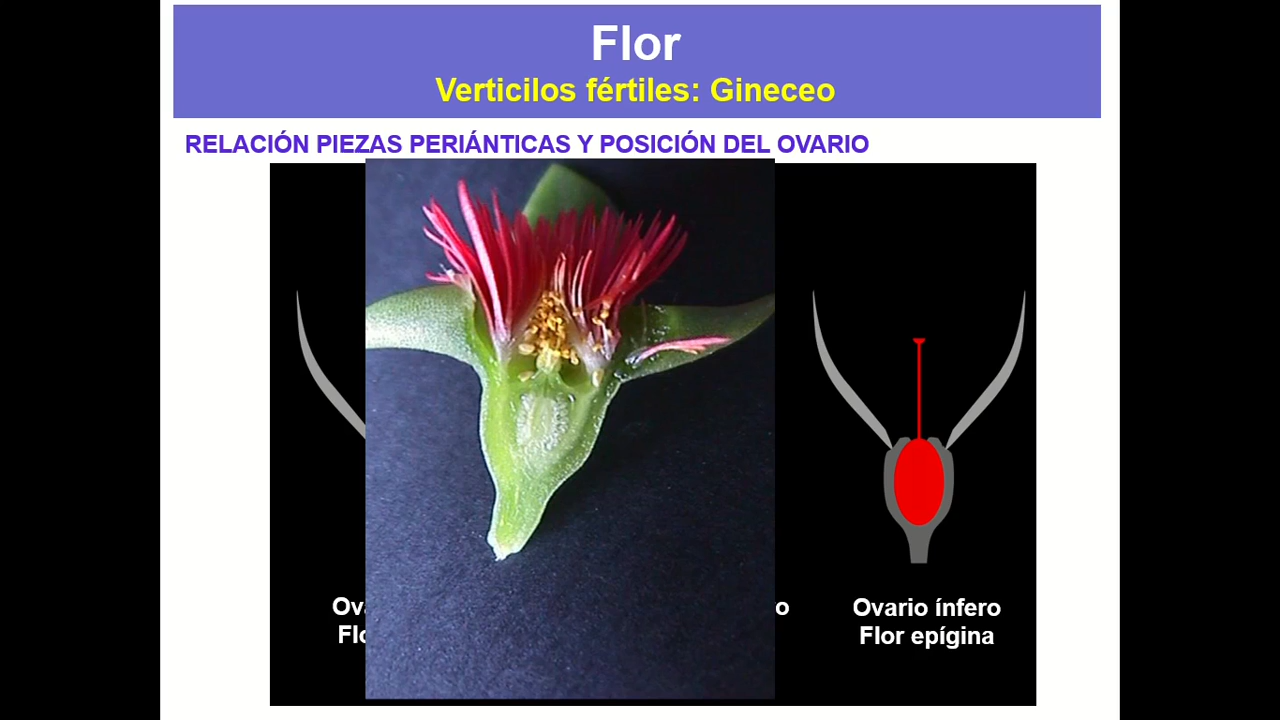 Flor
Verticilos fértiles: Gineceo
RELACIÓN PIEZAS PERIÁNTICAS Y POSICIÓN DEL OVARIO
Ovario ínfero
Flor epígina